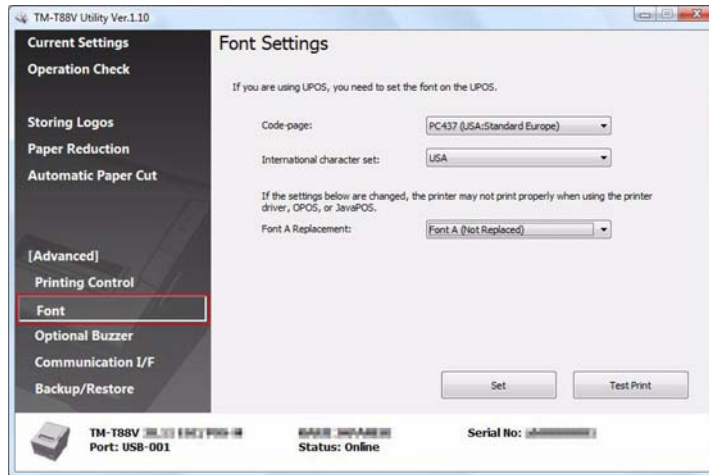 TM-T88V Utility Ver.1.10
Current Settings
Operation Check
Storing Logos
Paper Reduction
Automatic Paper Cut
[Advanced]
Printing Control
Font
Optional Buzzer
Communication I/F
Backup/Restore
Font Settings
If you are using UPOS, you need to set the font on the UPOS.
Code-page:
PC437 (USA:Standard Europe)
International character set:
USA
If the settings below are changed, the printer may not print properly when using the printer
driver, OPOS, or JavaPOS.
Font A Replacement:
Font A (Not Replaced)
Set
Test Print
TM-T88V
Port: USB-001
Status: Online
Serial No: